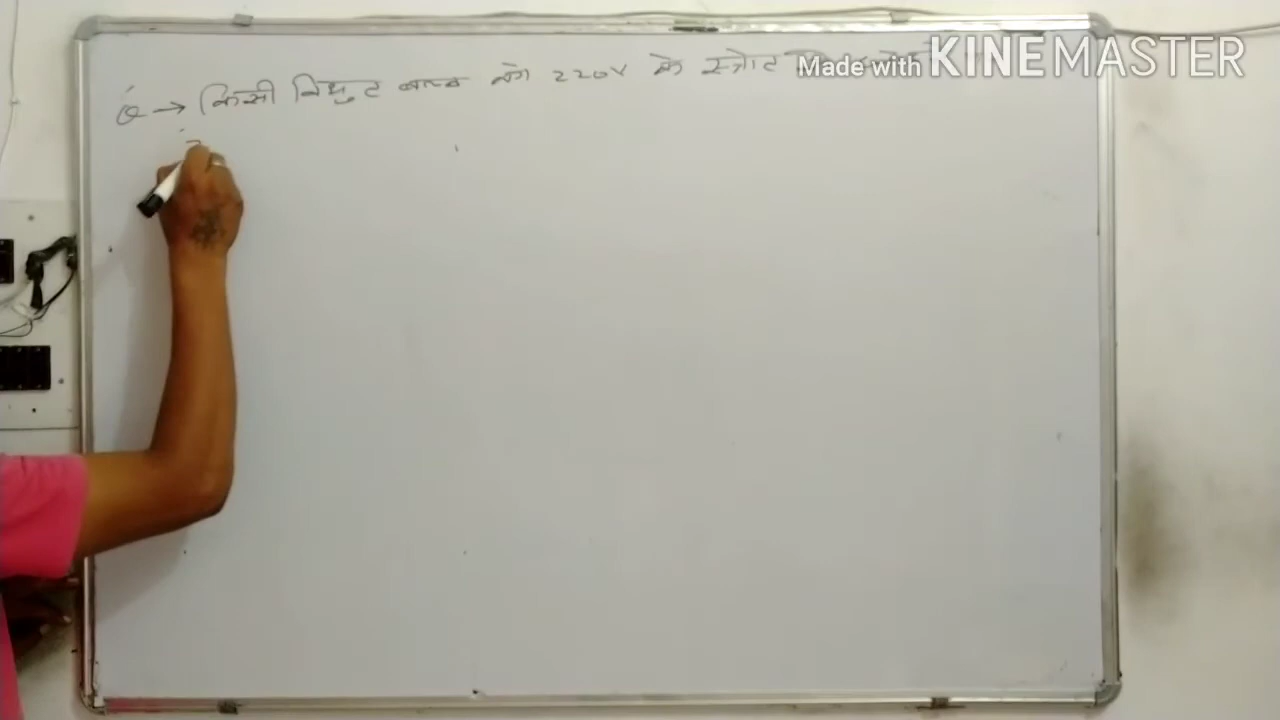 Q → किसी विधुट बल्ब को 220V के स्त्रोट
Made with KINEMASTER